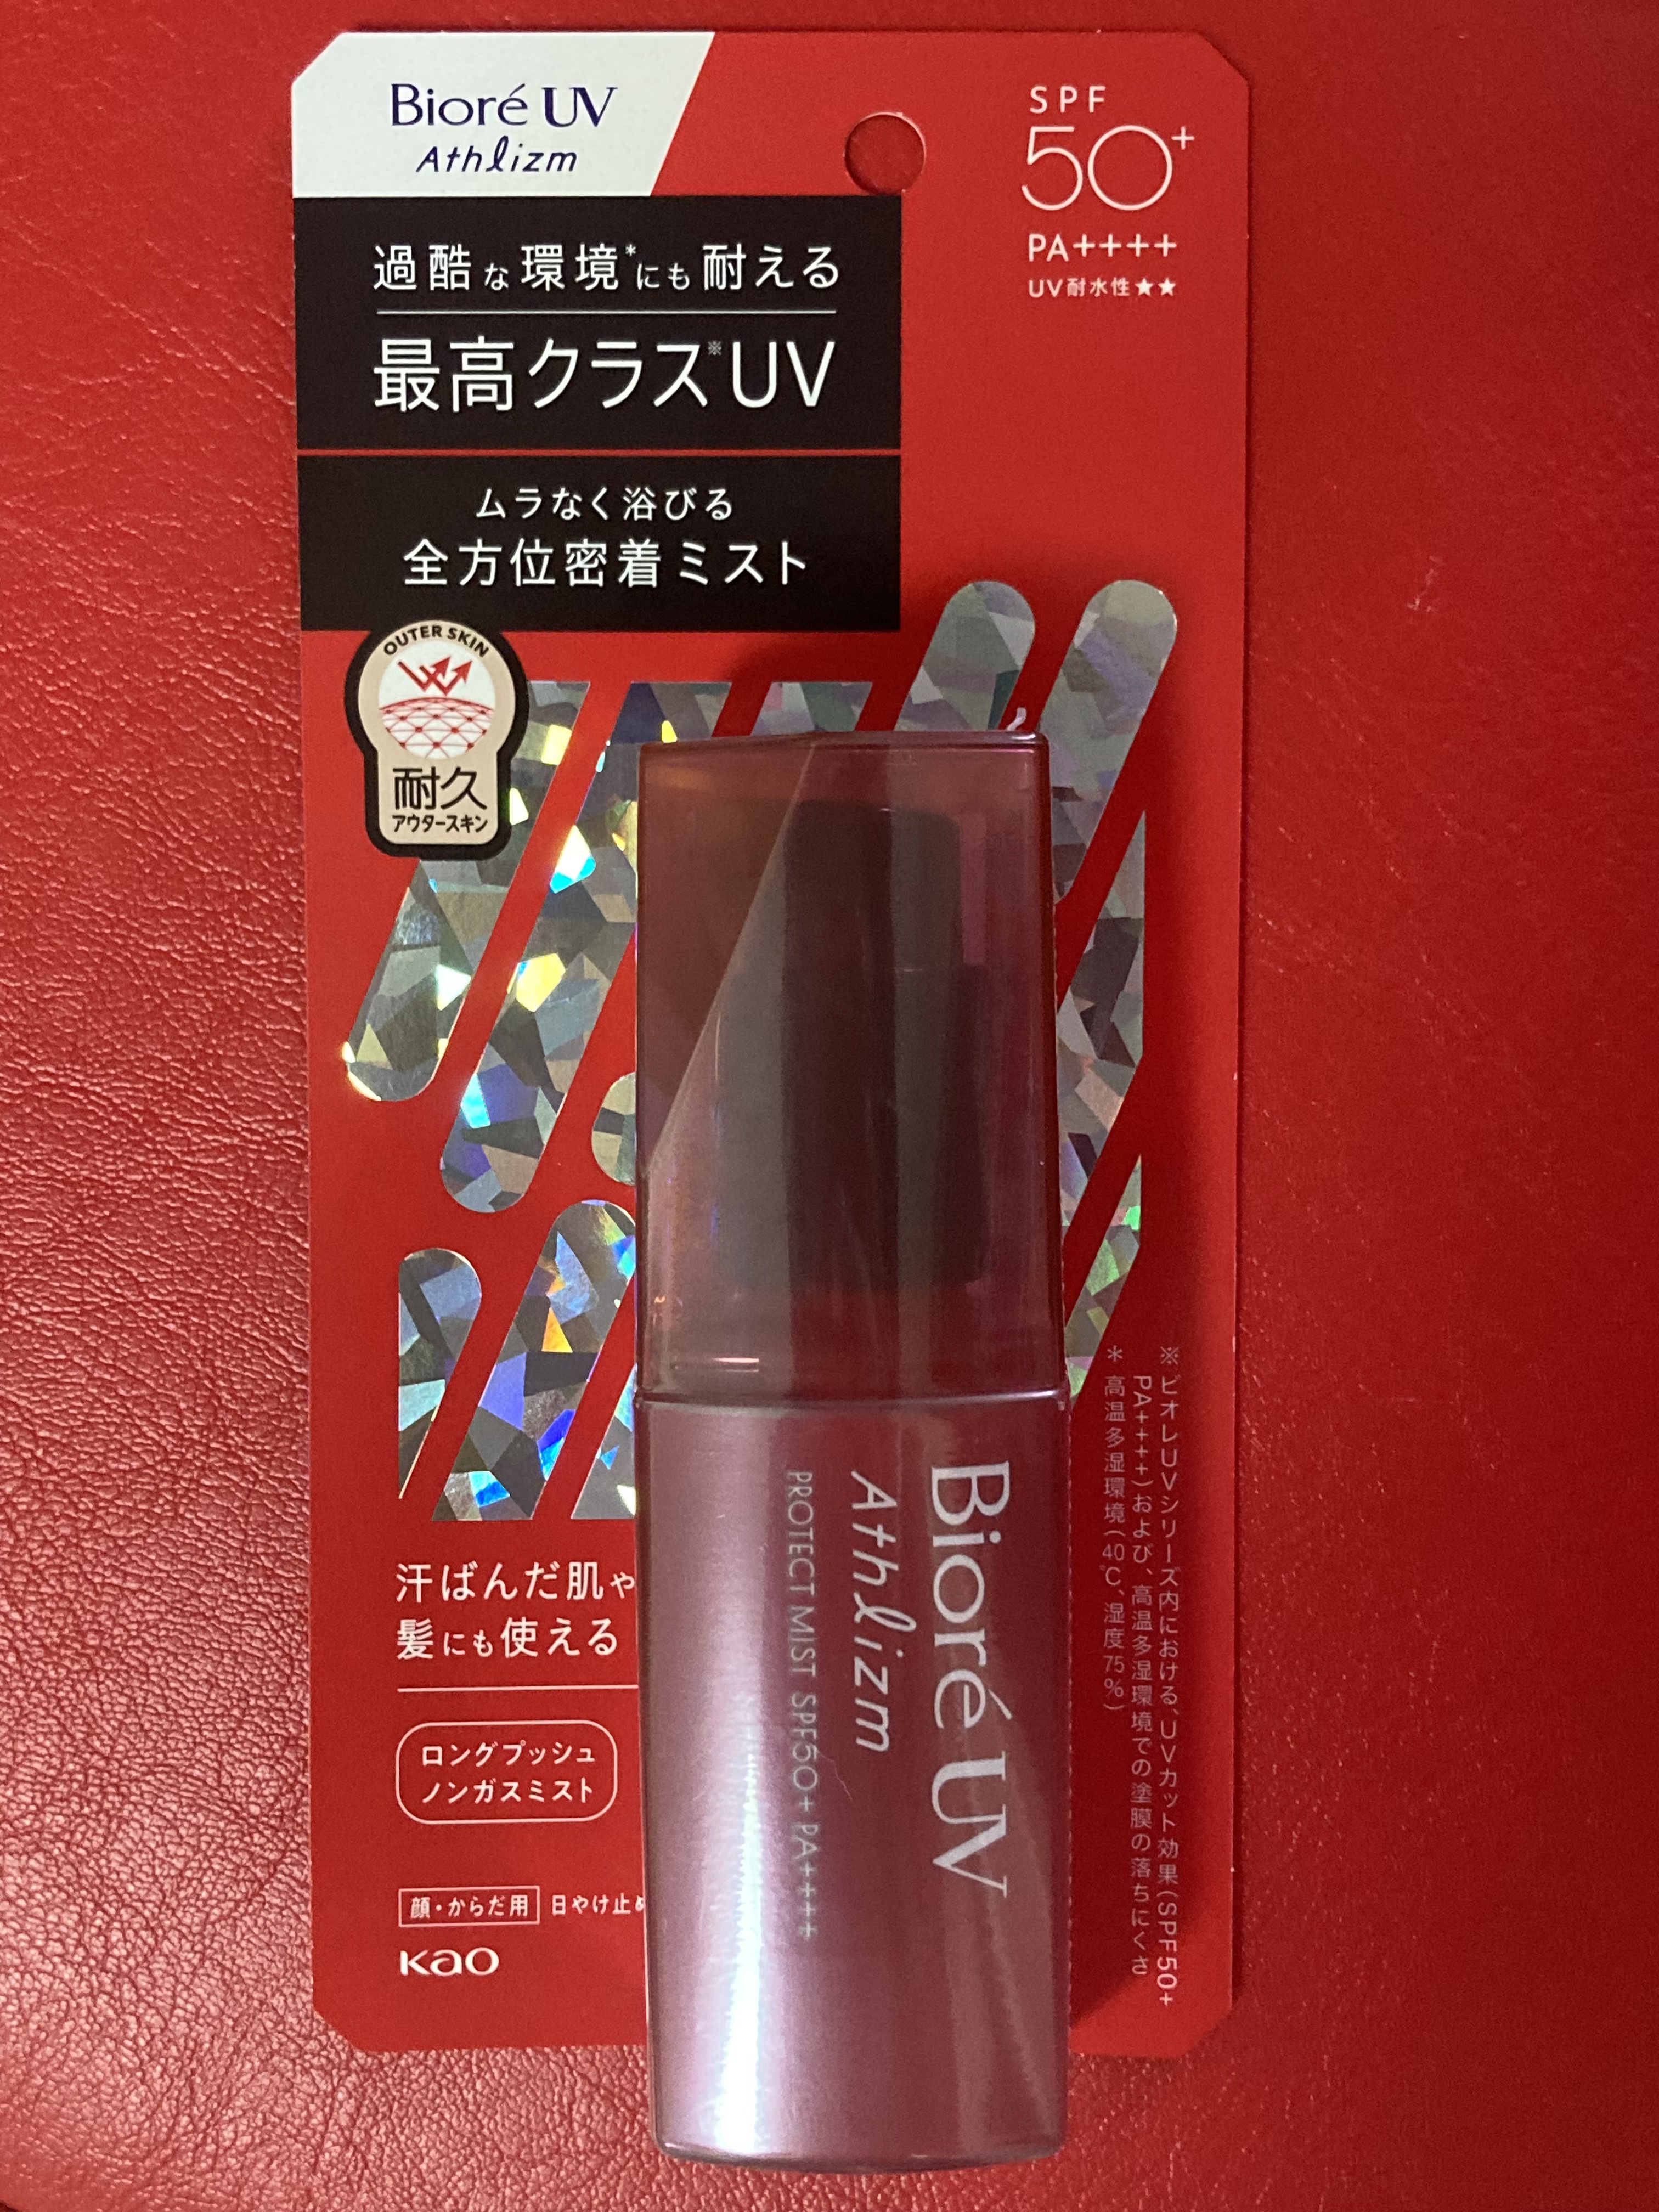 Bioré UV
Athlizm
SPF
50+
PA++++
UV耐水性★★
過酷な環境*にも耐える
最高クラス※UV
ムラなく浴びる
全方位密着ミスト
OUTER SKIN
耐久
アウタースキン
Bioré UV
Athlizm
PROTECT MIST SPF50+ PA++++
汗ばんだ肌や
髪にも使える
ロングプッシュ
ノンガスミスト
顔・からだ用 日やけ止め
Kao
※ビオレUVシリーズ内における、UVカット効果(SPF50+
PA++++)および、高温多湿環境での塗膜の落ちにくさ
*高温多湿環境(40℃、湿度75%)